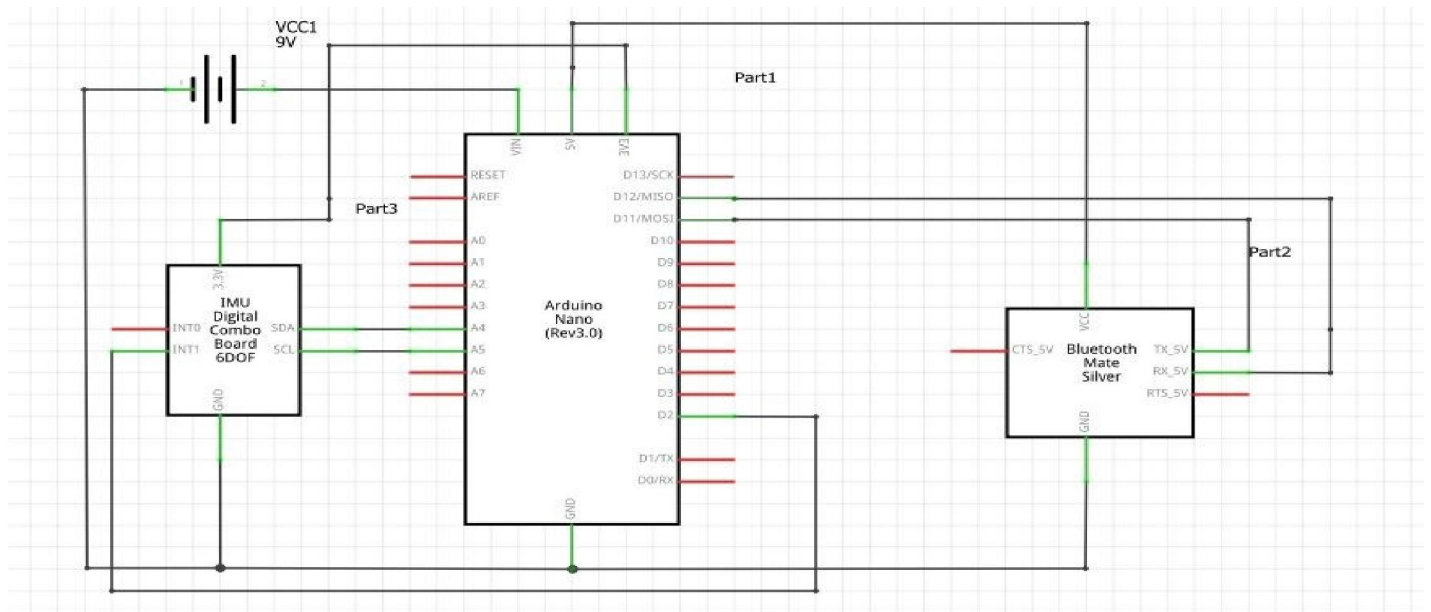 VCC1
9V
1
2
Part1
VIN
5V
3V3
RESET
AREF
A0
A1
A2
A3
A4
A5
A6
A7
D13/SCK
D12/MISO
D11/MOSI
D10
D9
D8
D7
D6
D5
D4
D3
D2
D1/TX
D0/RX
GND
Arduino
Nano
(Rev3.0)
Part3
3.3V
INT0
INT1
IMU
Digital
Combo
Board
6DOF
SDA
SCL
GND
Part2
VCC
CTS_5V
Bluetooth
Mate
Silver
TX_5V
RX_5V
RTS_5V
GND